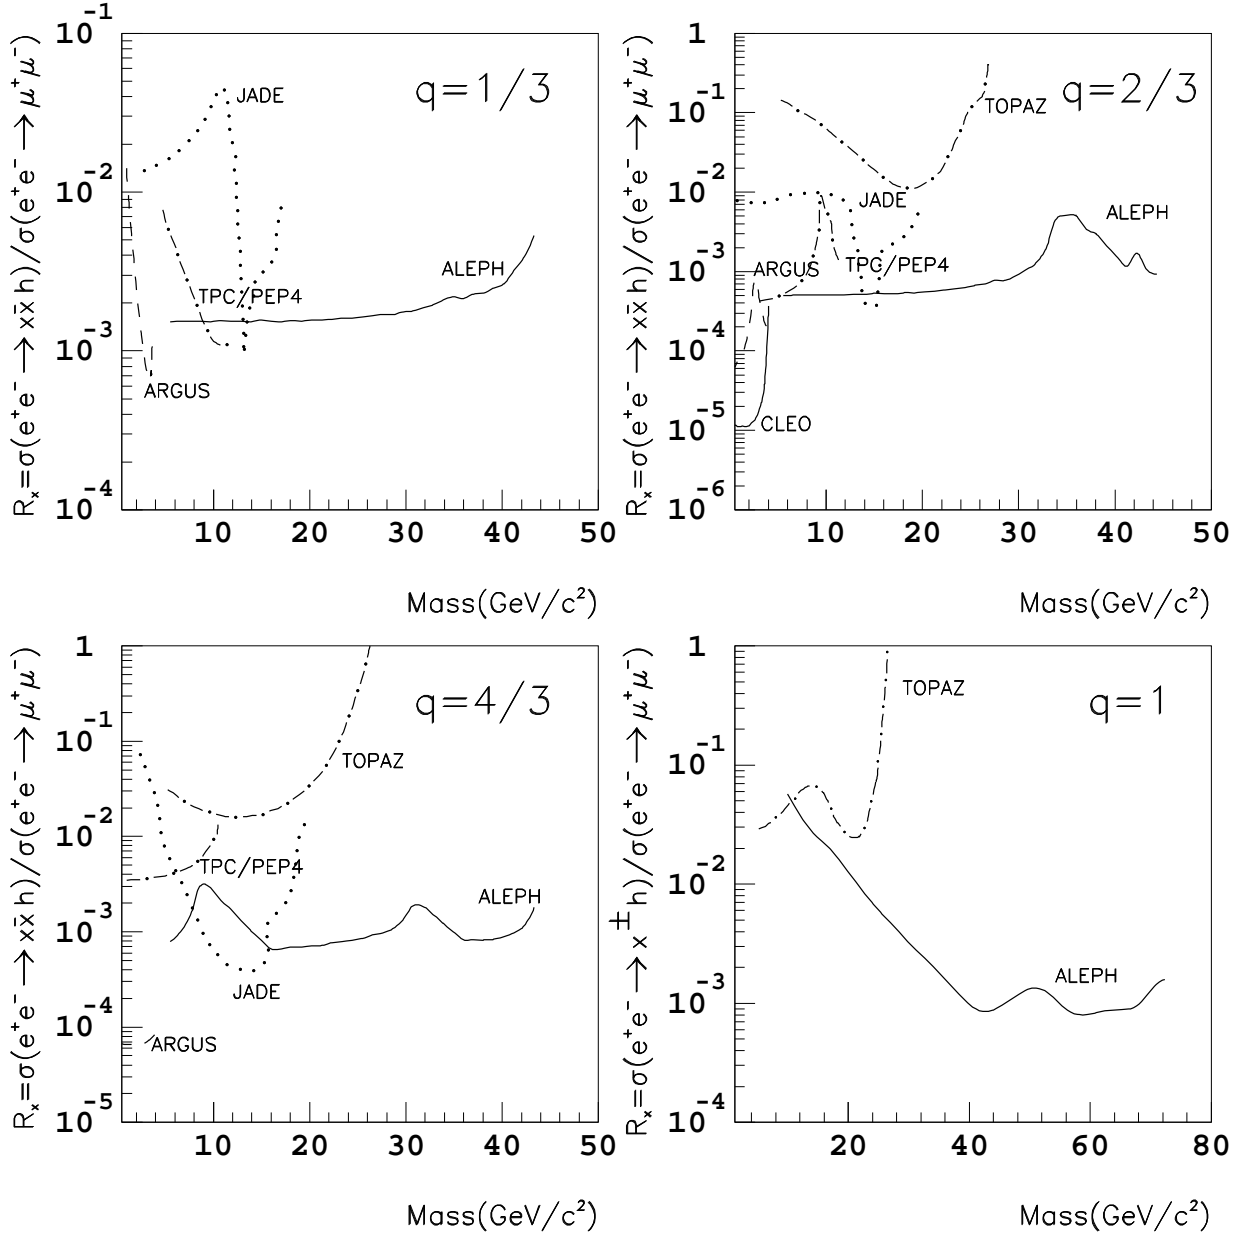 R_x=σ(e⁺e⁻ → xx̄ h)/σ(e⁺e⁻ → μ⁺μ⁻)
10⁻¹
10⁻²
10⁻³
10⁻⁴
q=1/3
JADE
ALEPH
TPC/PEP4
ARGUS
10 20 30 40 50
Mass(GeV/c²)
R_x=σ(e⁺e⁻ → xx̄ h)/σ(e⁺e⁻ → μ⁺μ⁻)
1
10⁻¹
10⁻²
10⁻³
10⁻⁴
10⁻⁵
10⁻⁶
q=2/3
TOPAZ
JADE
ALEPH
ARGUS
TPC/PEP4
CLEO
10 20 30 40 50
Mass(GeV/c²)
R_x=σ(e⁺e⁻ → xx̄ h)/σ(e⁺e⁻ → μ⁺μ⁻)
1
10⁻¹
10⁻²
10⁻³
10⁻⁴
10⁻⁵
q=4/3
TOPAZ
TPC/PEP4
ALEPH
JADE
ARGUS
10 20 30 40 50
Mass(GeV/c²)
R_x=σ(e⁺e⁻ → x^± h)/σ(e⁺e⁻ → μ⁺μ⁻)
1
10⁻¹
10⁻²
10⁻³
10⁻⁴
q=1
TOPAZ
ALEPH
20 40 60 80
Mass(GeV/c²)